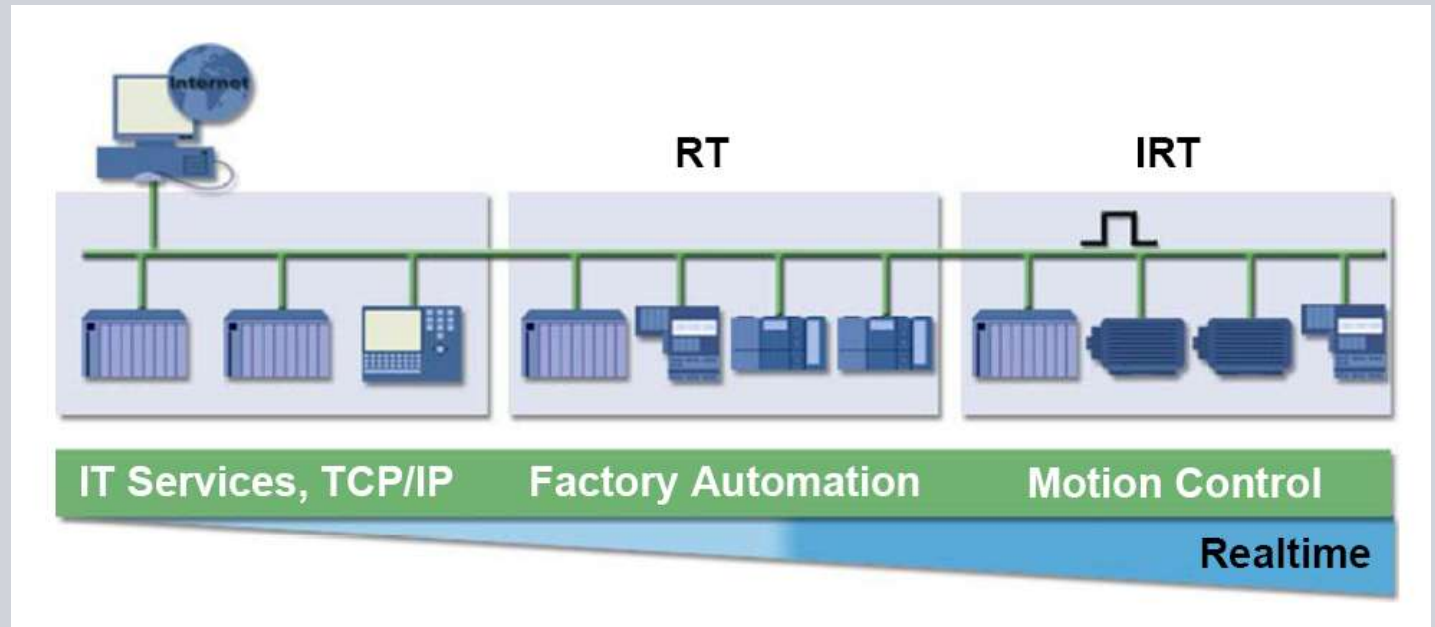 Internet
RT
IRT
IT Services, TCP/IP
Factory Automation
Motion Control
Realtime